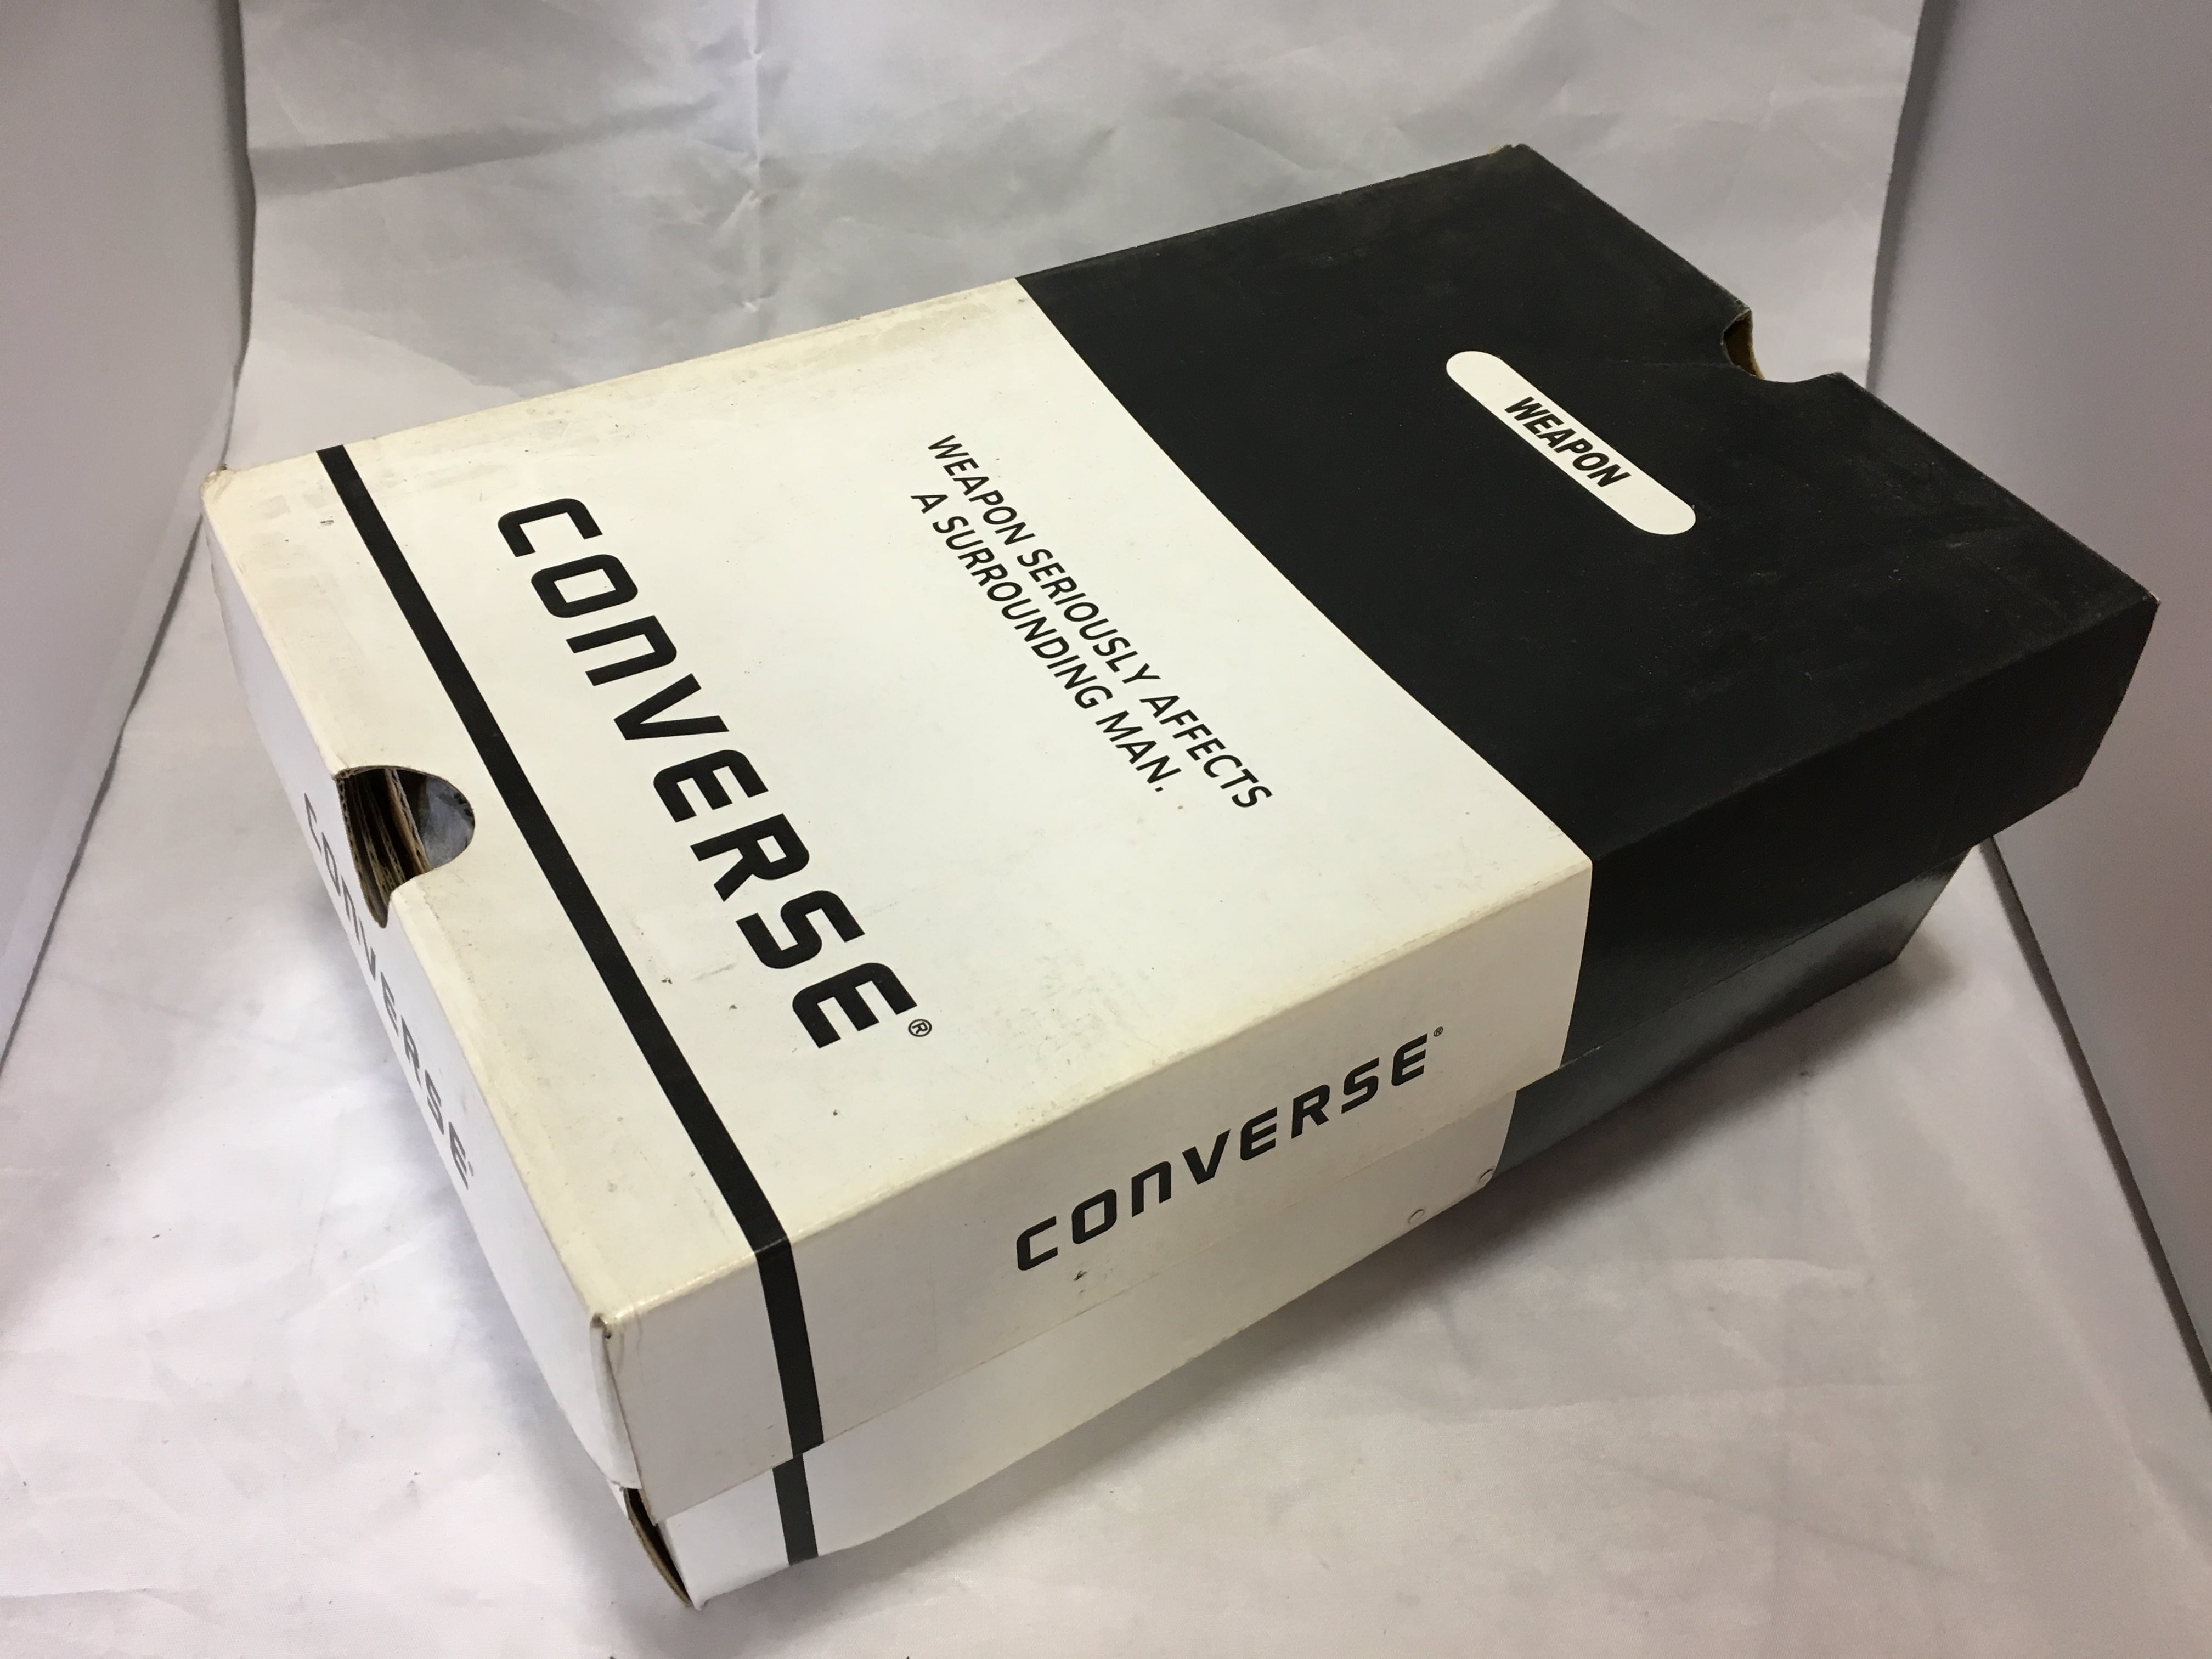 WEAPON
WEAPON SERIOUSLY AFFECTS
A SURROUNDING MAN.
CONVERSE®
CONVERSE®
CONVERSE®